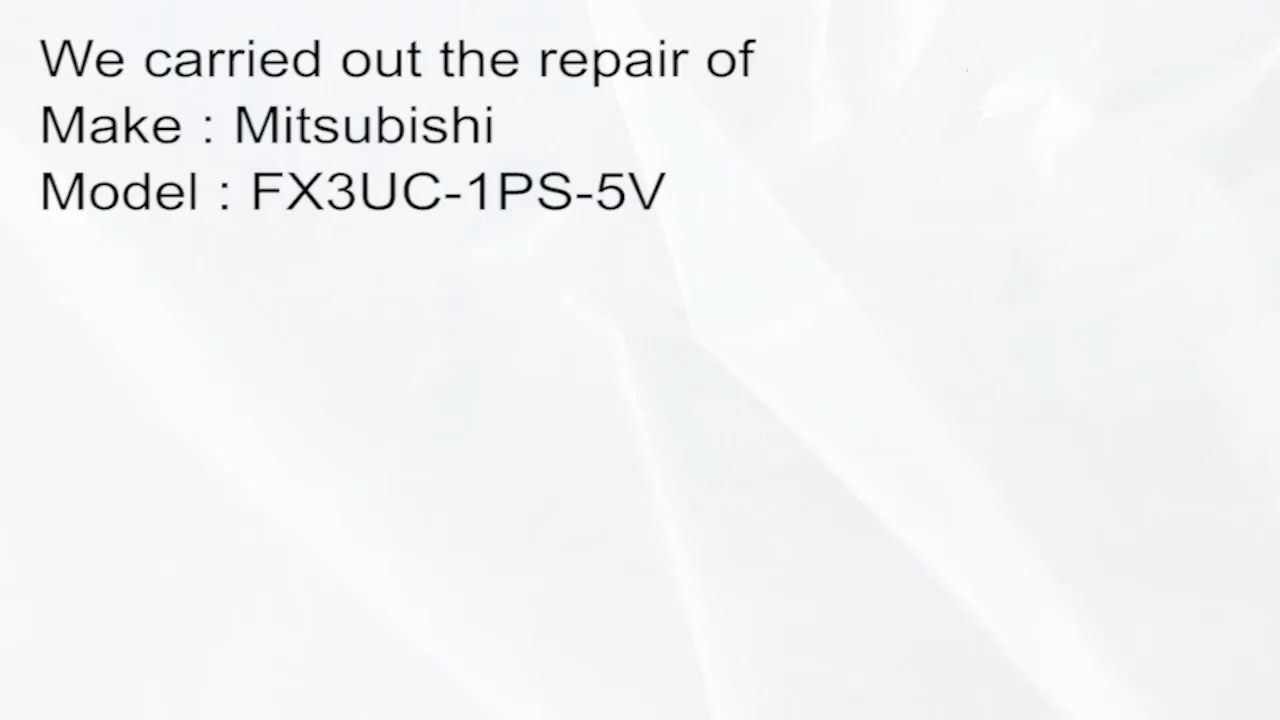 We carried out the repair of
Make : Mitsubishi
Model : FX3UC-1PS-5V